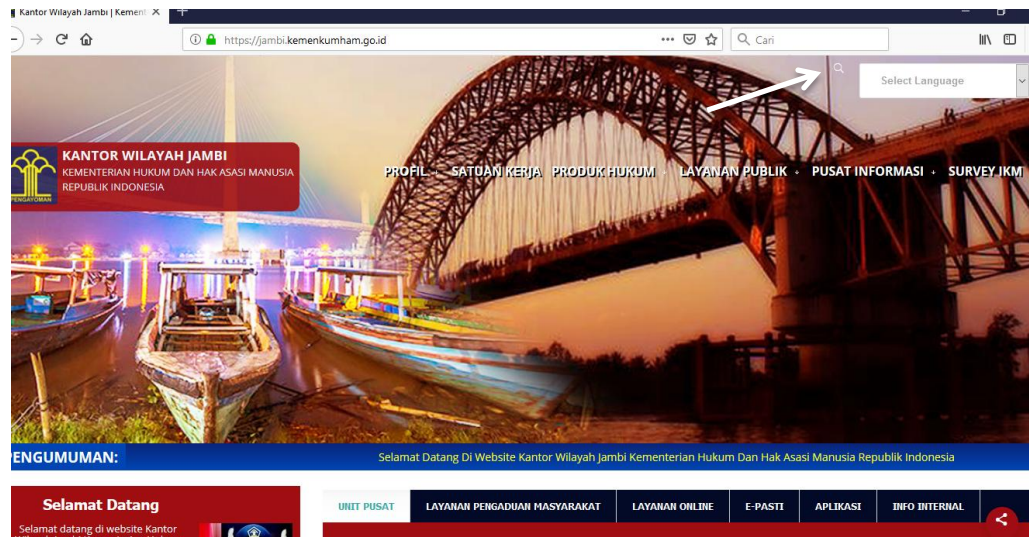 Kantor Wilayah Jambi | Kement
https://jambi.kemenkumham.go.id
Cari
Select Language
KANTOR WILAYAH JAMBI
KEMENTERIAN HUKUM DAN HAK ASASI MANUSIA
REPUBLIK INDONESIA
PENGAYOMAN
PROFIL + SATUAN KERJA PRODUK HUKUM + LAYANAN PUBLIK + PUSAT INFORMASI + SURVEY IKM
ENGUMUMAN:
Selamat Datang Di Website Kantor Wilayah Jambi Kementerian Hukum Dan Hak Asasi Manusia Republik Indonesia
Selamat Datang
UNIT PUSAT LAYANAN PENGADUAN MASYARAKAT LAYANAN ONLINE E-PASTI APLIKASI INFO INTERNAL
Selamat datang di website Kantor